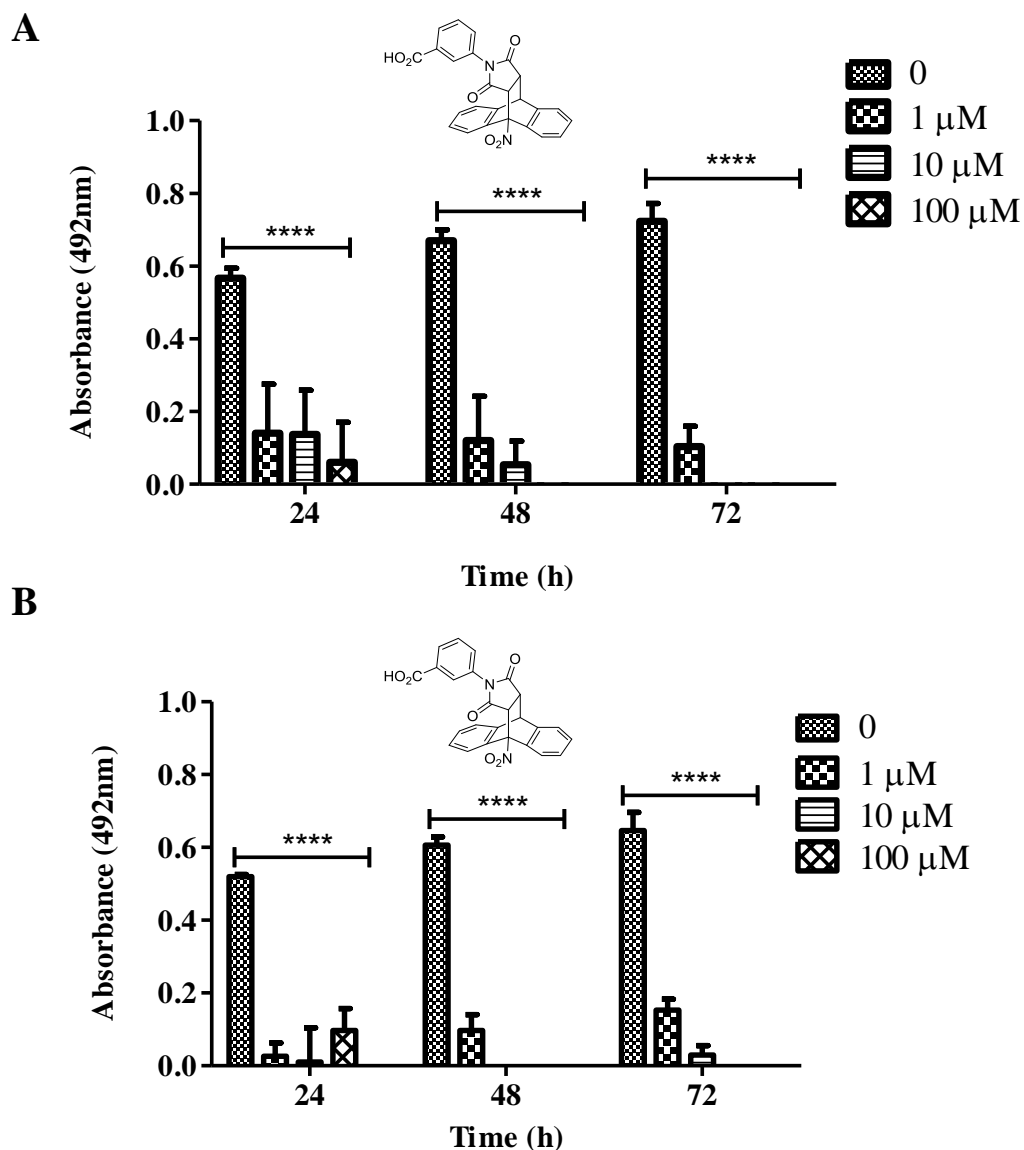 A
HO₂C
N
O
O
O₂N
0
1 µM
10 µM
100 µM
Absorbance (492nm)
1.0
0.8
0.6
0.4
0.2
0.0
****
****
****
24
48
72
Time (h)
B
HO₂C
N
O
O
O₂N
0
1 µM
10 µM
100 µM
Absorbance (492nm)
1.0
0.8
0.6
0.4
0.2
0.0
****
****
****
24
48
72
Time (h)